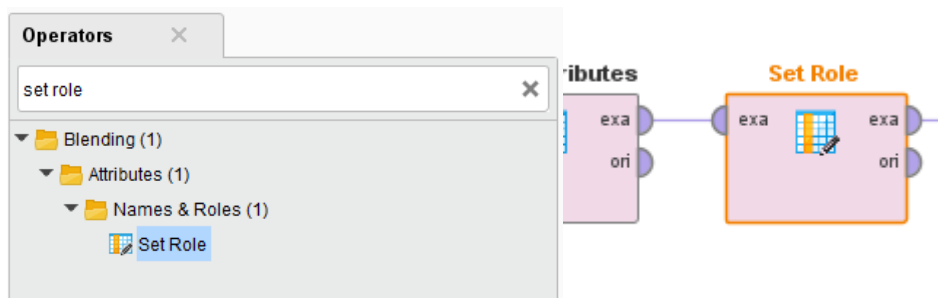 Operators
set role
Blending (1)
Attributes (1)
Names & Roles (1)
Set Role
ributes
exa
ori
Set Role
exa
exa
ori